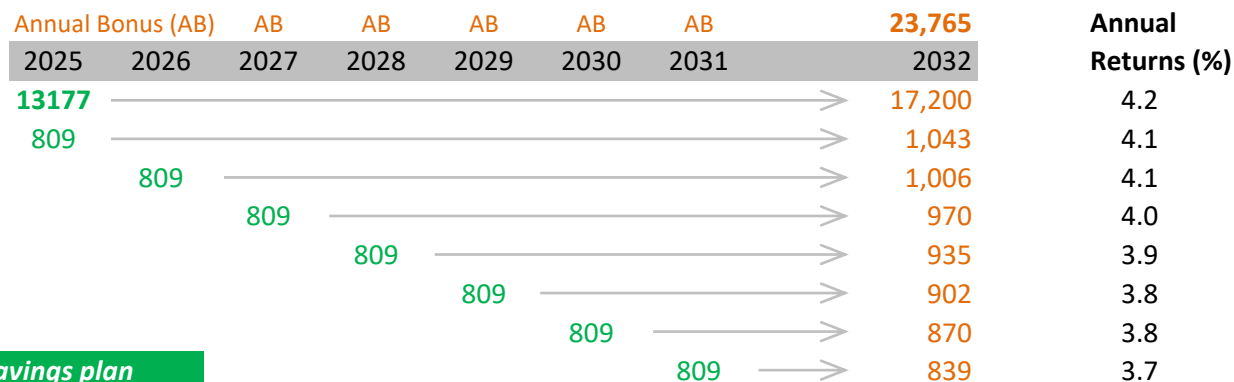 Annual Bonus (AB) AB AB AB AB AB 23,765 Annual
2025 2026 2027 2028 2029 2030 2031 2032 Returns (%)
13177 17,200 4.2
809 1,043 4.1
809 1,006 4.1
809 970 4.0
809 935 3.9
809 902 3.8
809 870 3.8
avings plan 809 839 3.7